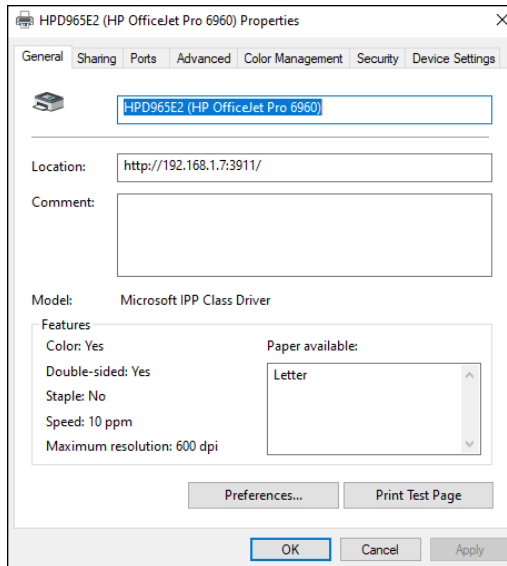 HPD965E2 (HP OfficeJet Pro 6960) Properties
General Sharing Ports Advanced Color Management Security Device Settings
HPD965E2 (HP OfficeJet Pro 6960)
Location: http://192.168.1.7:3911/
Comment:
Model: Microsoft IPP Class Driver
Features
Color: Yes Paper available:
Double-sided: Yes Letter
Staple: No
Speed: 10 ppm
Maximum resolution: 600 dpi
Preferences... Print Test Page
OK Cancel Apply